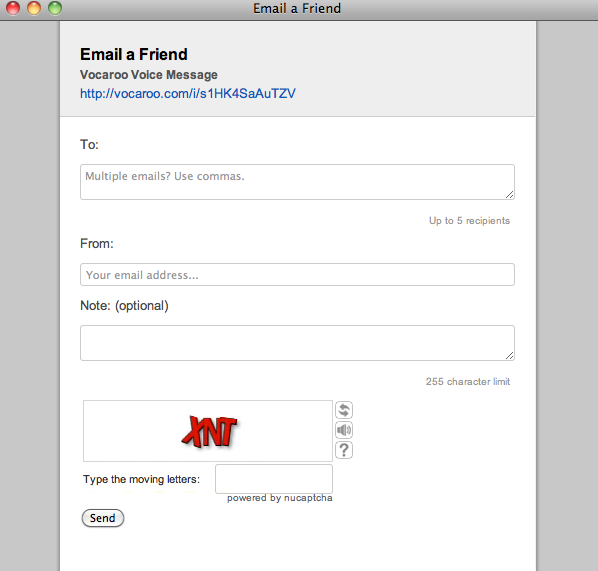 Email a Friend
Email a Friend
Vocaroo Voice Message
http://vocaroo.com/i/s1HK4SaAuTZV
To:
Multiple emails? Use commas.
Up to 5 recipients
From:
Your email address...
Note: (optional)
255 character limit
XNT
?
Type the moving letters:
powered by nucaptcha
Send